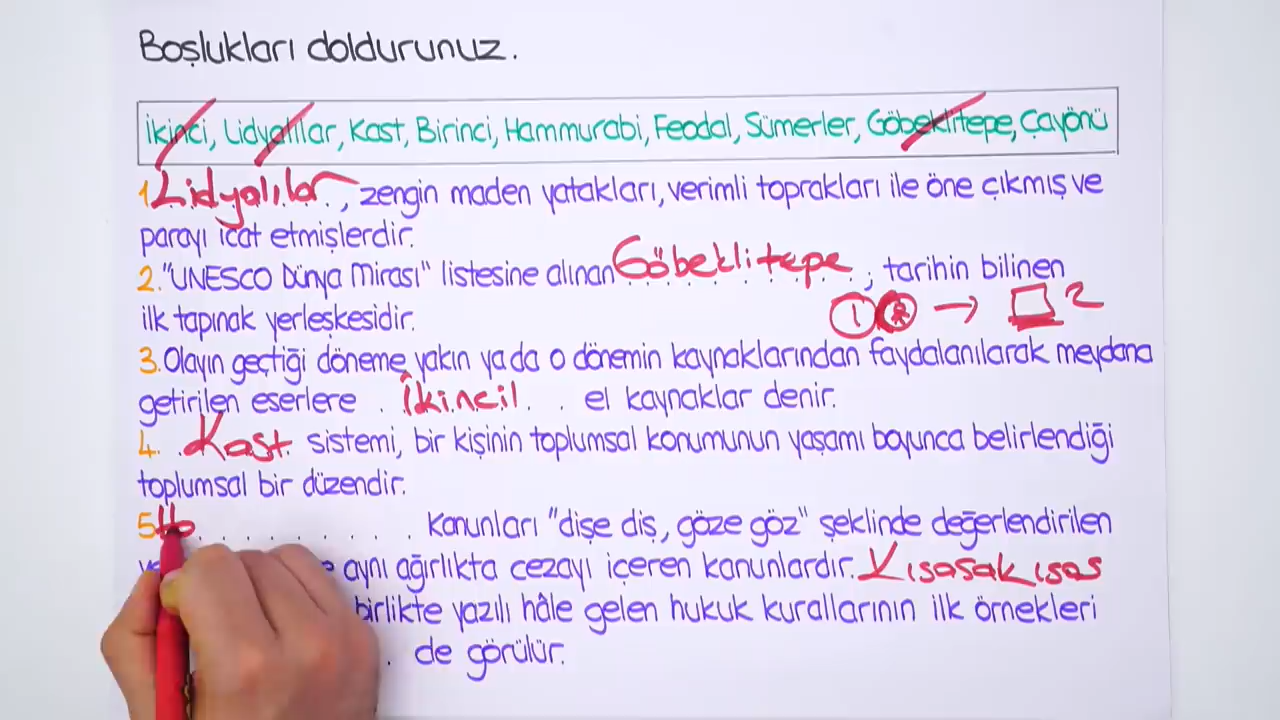 Boşlukları doldurunuz.
İkinci, Lidyalılar, Kast, Birinci, Hammurabi, Feodal, Sümerler, Göbeklitepe, Çayönü
1. Lidyalılar, zengin maden yatakları, verimli toprakları ile öne çıkmış ve
parayı icat etmişlerdir.
2. "UNESCO Dünya Mirası" listesine alınan Göbeklitepe, tarihin bilinen
ilk tapınak yerleşkesidir.
3. Olayın geçtiği döneme yakın ya da o dönemin kaynaklarından faydalanılarak meydana
getirilen eserlere İkincil el kaynaklar denir.
4. Kast sistemi, bir kişinin toplumsal konumunun yaşamı boyunca belirlendiği
toplumsal bir düzendir.
5. Ha kanunları "dişe diş, göze göz" şeklinde değerlendirilen
aynı ağırlıkta cezayı içeren kanunlardır. Kısasakısas
birlikte yazılı hâle gelen hukuk kurallarının ilk örnekleri
de görülür.